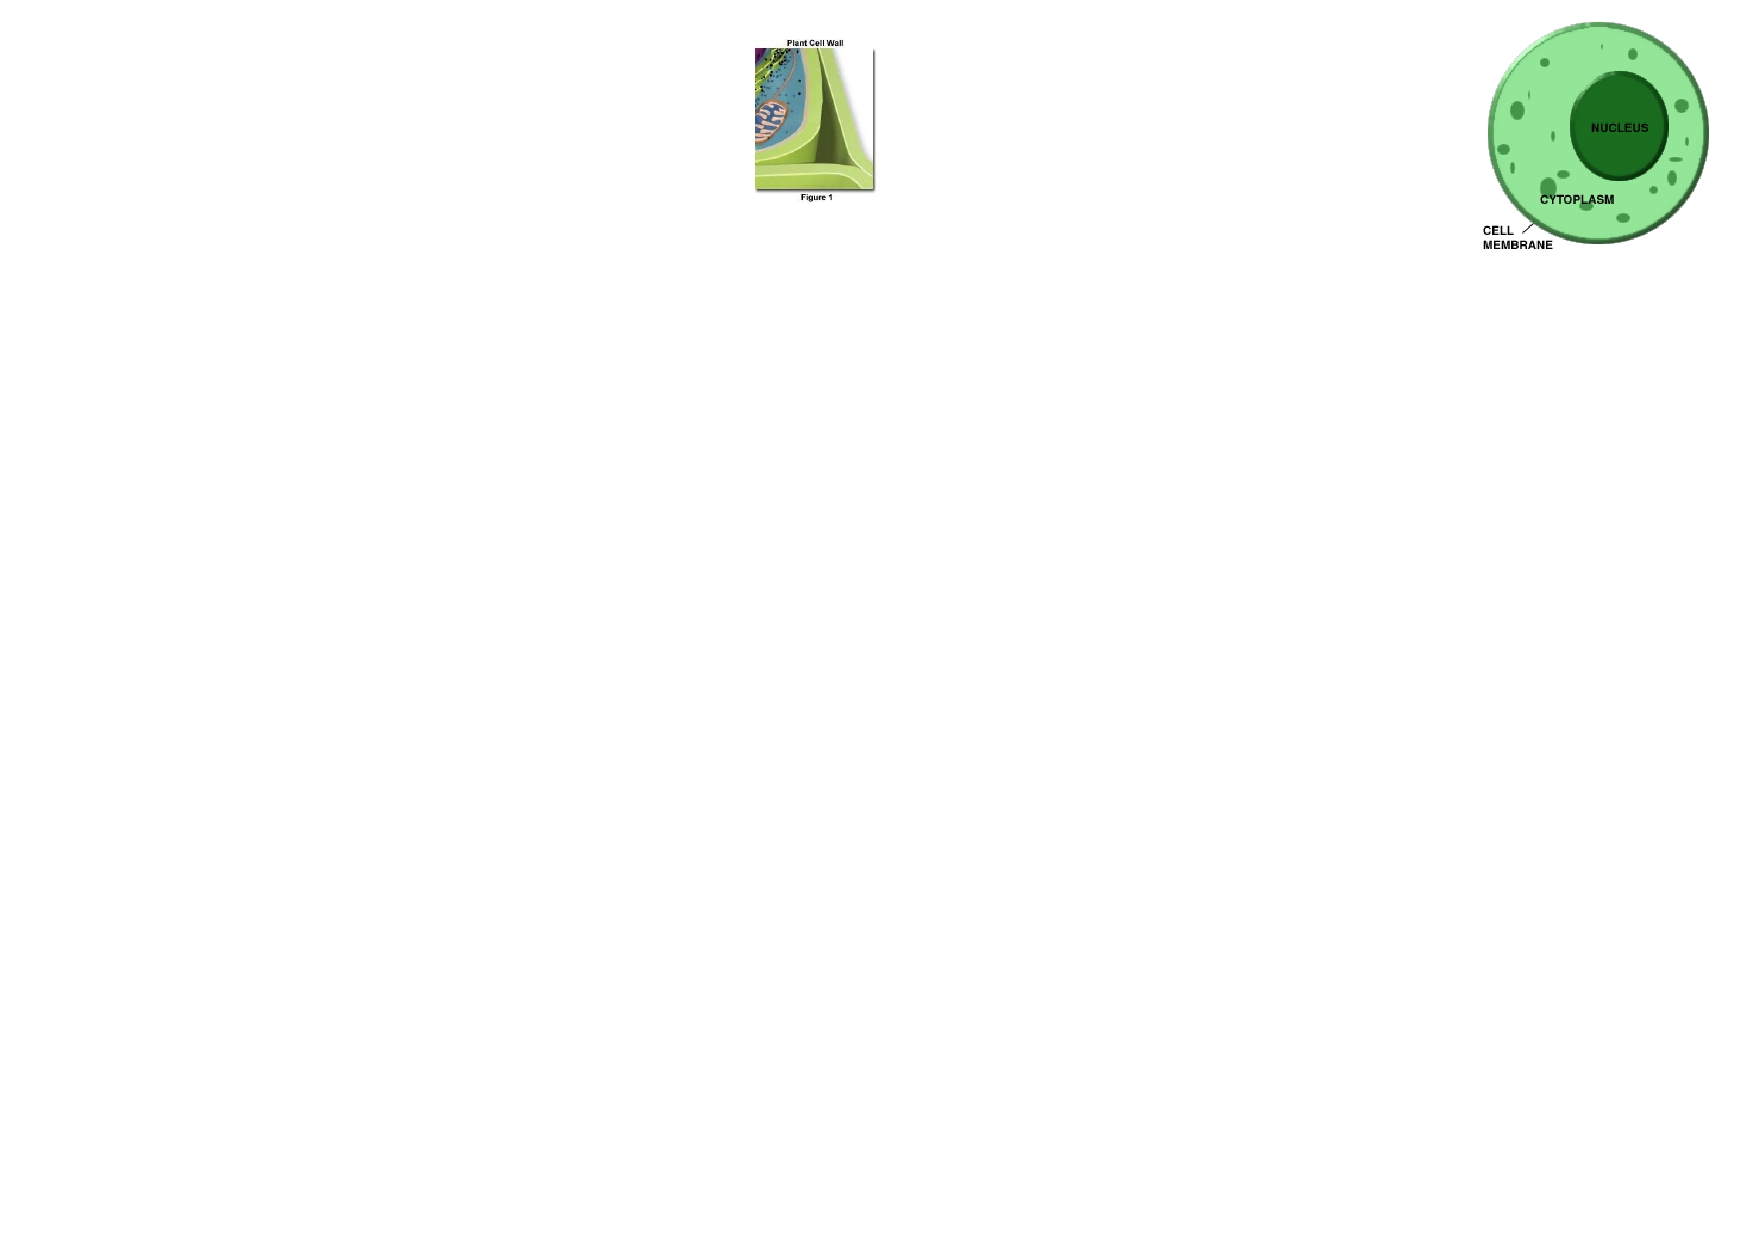 Plant Cell Wall
Figure 1
NUCLEUS
CYTOPLASM
CELL
MEMBRANE